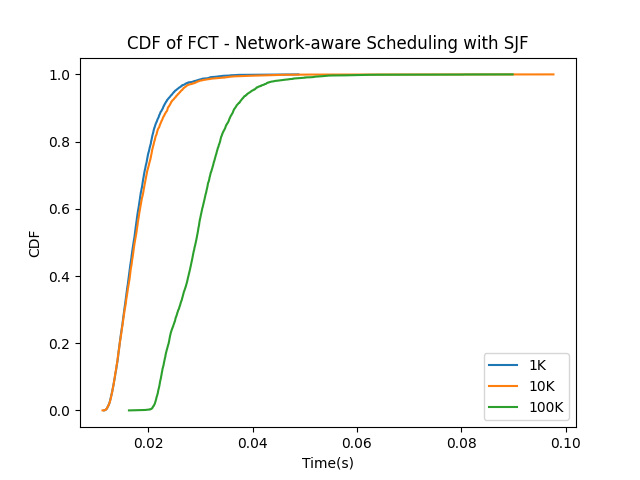 CDF of FCT - Network-aware Scheduling with SJF
1.0
0.8
0.6
0.4
0.2
0.0
CDF
0.02 0.04 0.06 0.08 0.10
Time(s)
1K
10K
100K